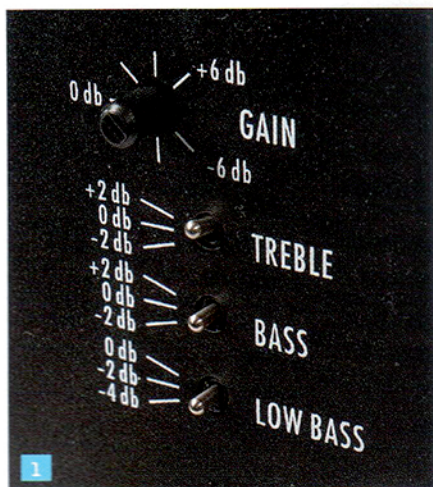 +6 db
0 db
GAIN
-6 db
+2 db
0 db
-2 db
TREBLE
+2 db
0 db
-2 db
BASS
0 db
-2 db
-4 db
LOW BASS
1